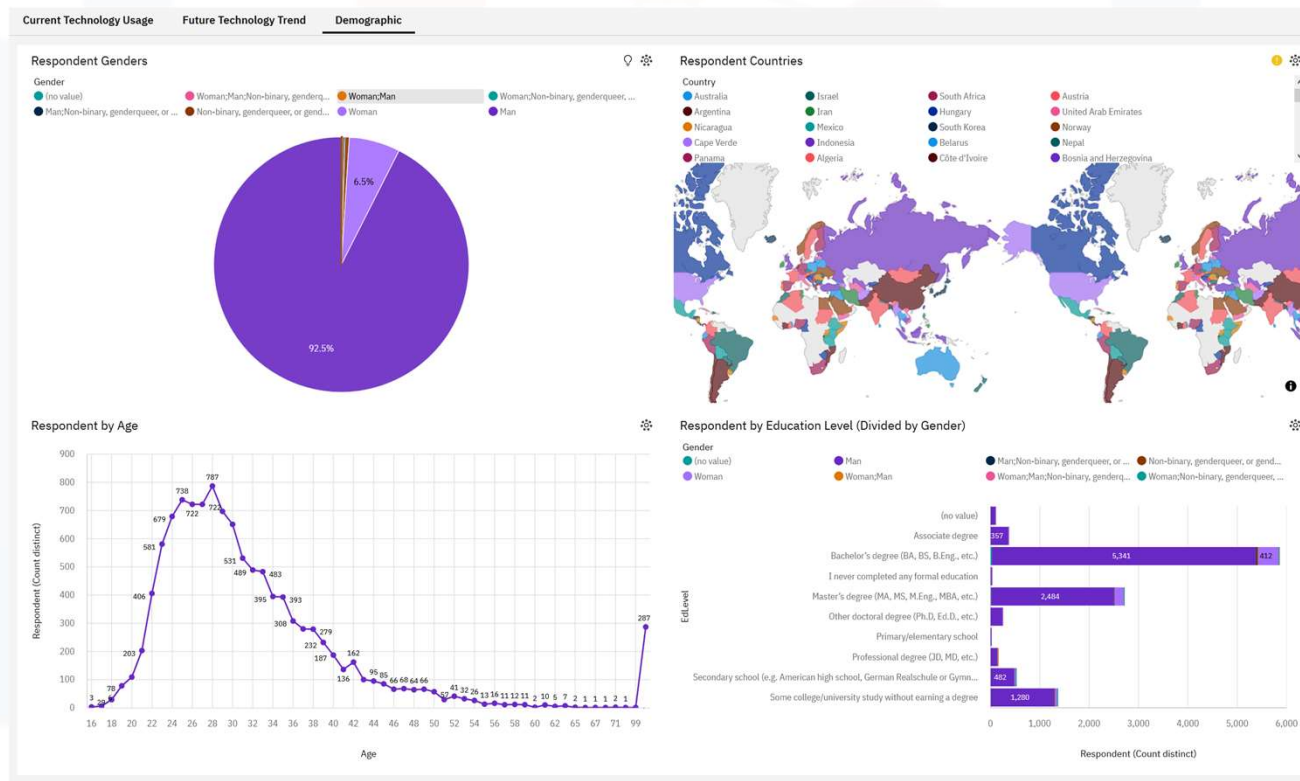 Current Technology Usage Future Technology Trend Demographic
Respondent Genders
Gender
(no value) Woman;Man;Non-binary, genderq... Woman;Man Woman;Non-binary, genderqueer, ...
Man;Non-binary, genderqueer, or ... Non-binary, genderqueer, or gend... Woman Man
6.5%
92.5%
Respondent Countries
Country
Australia Israel South Africa Austria
Argentina Iran Hungary United Arab Emirates
Nicaragua Mexico South Korea Norway
Cape Verde Indonesia Belarus Nepal
Panama Algeria Côte d'Ivoire Bosnia and Herzegovina
Respondent by Age
Respondent (Count distinct)
900
800
700
600
500
400
300
200
100
0
3 78 203 406 581 679 738 722 787 722 531 489 395 483 308 393 232 279 187 136 162 95 85 66 68 64 66 52 41 32 26 13 16 11 12 11 2 10 5 7 2 1 1 1 2 1 287
16 18 20 22 24 26 28 30 32 34 36 38 40 42 44 46 48 50 52 54 56 58 60 62 65 67 71 99
Age
Respondent by Education Level (Divided by Gender)
Gender
(no value) Man Man;Non-binary, genderqueer, or ... Non-binary, genderqueer, or gend...
Woman Woman;Man Woman;Man;Non-binary, genderq... Woman;Non-binary, genderqueer, ...
EdLevel
(no value)
Associate degree 357
Bachelor's degree (BA, BS, B.Eng., etc.) 5,341 412
I never completed any formal education
Master's degree (MA, MS, M.Eng., MBA, etc.) 2,484
Other doctoral degree (Ph.D, Ed.D., etc.)
Primary/elementary school
Professional degree (JD, MD, etc.)
Secondary school (e.g. American high school, German Realschule or Gymn... 482
Some college/university study without earning a degree 1,280
0 1,000 2,000 3,000 4,000 5,000 6,000
Respondent (Count distinct)